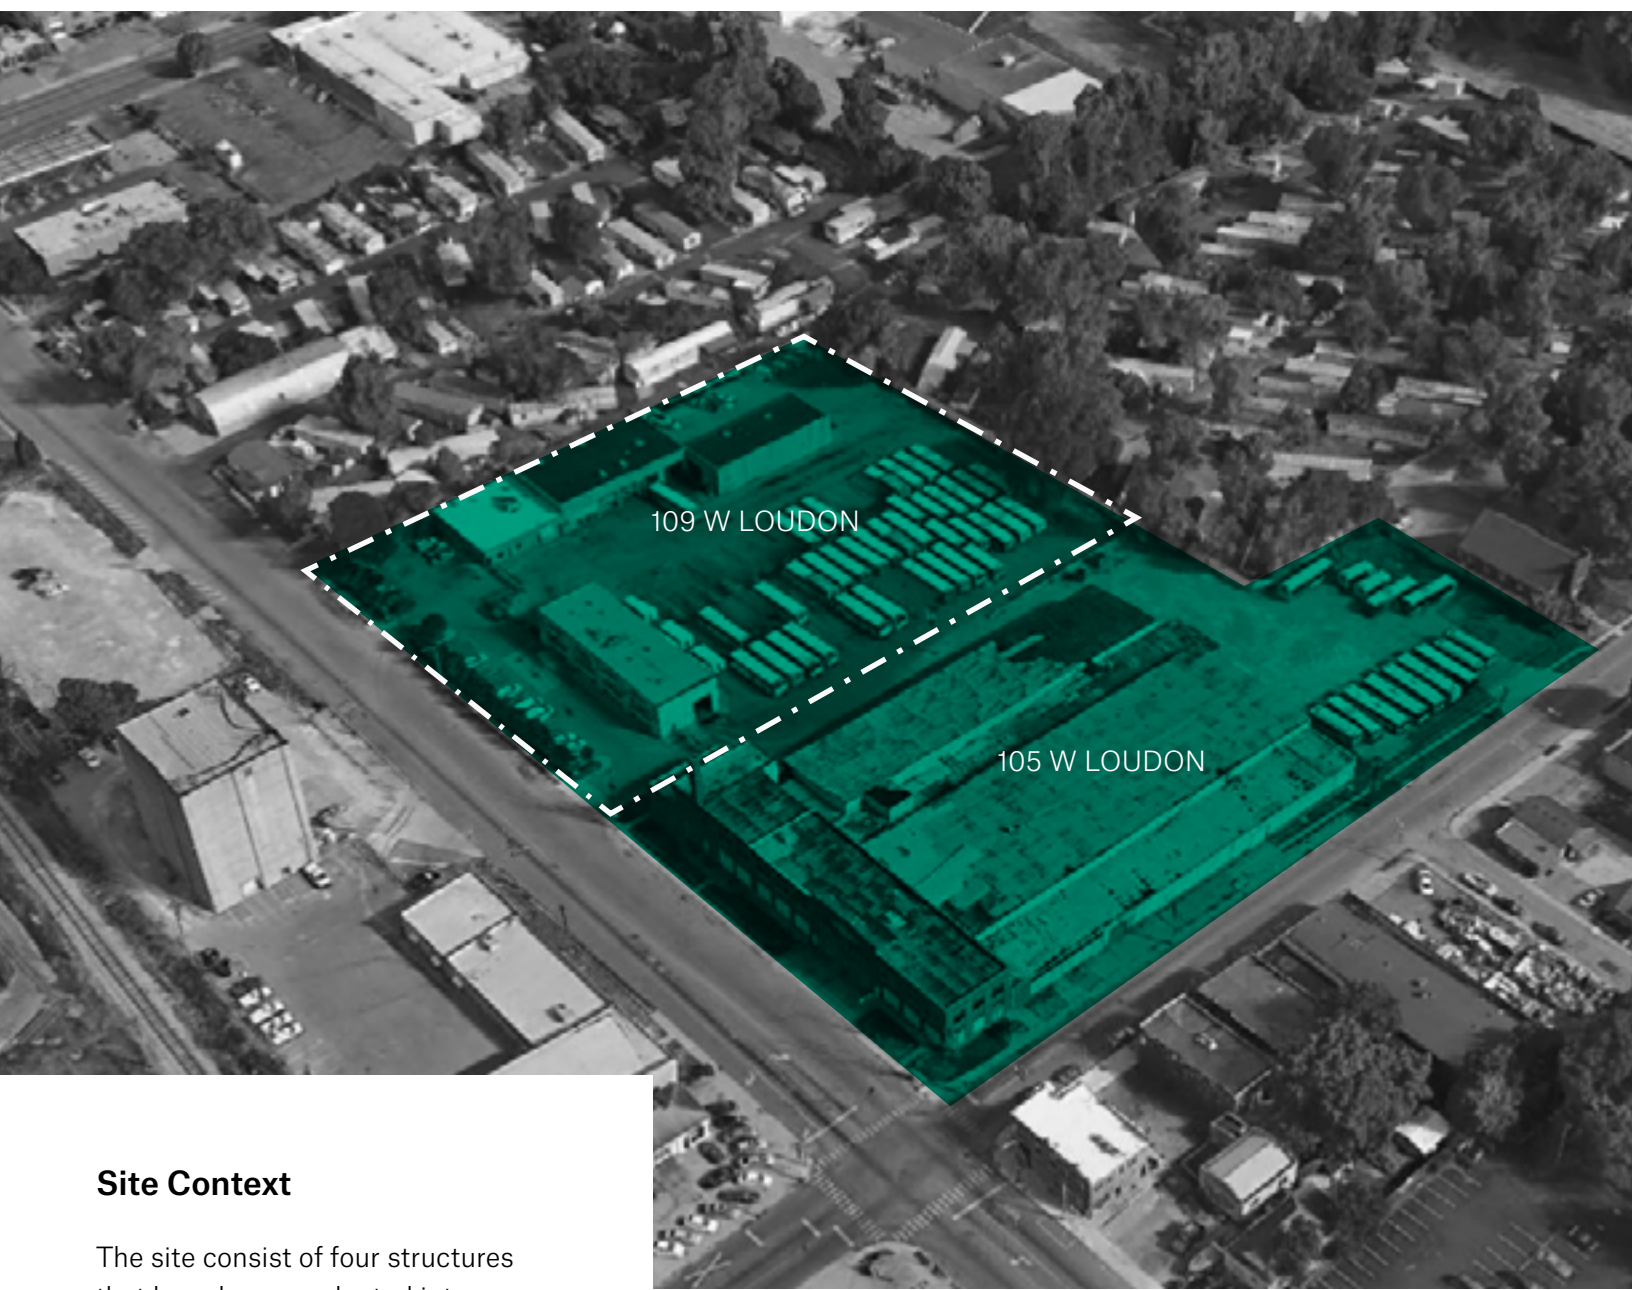 109 W LOUDON
105 W LOUDON
Site Context
The site consist of four structures